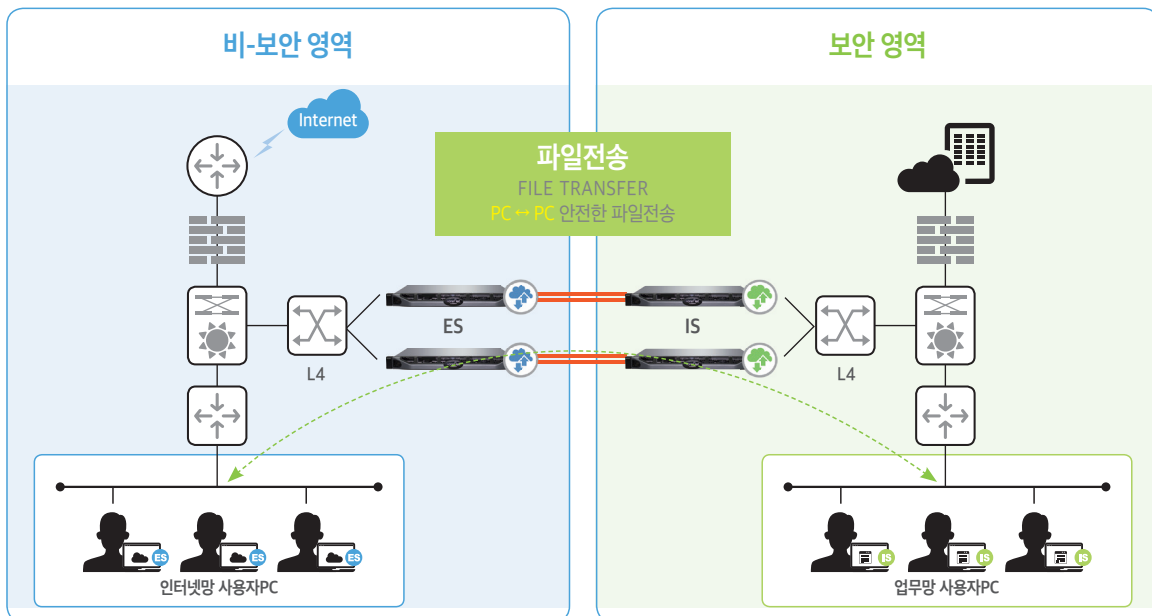 비-보안 영역
보안 영역
Internet
파일전송
FILE TRANSFER
PC ↔ PC 안전한 파일전송
ES
IS
L4
L4
ES
ES
ES
IS
IS
IS
인터넷망 사용자PC
업무망 사용자PC